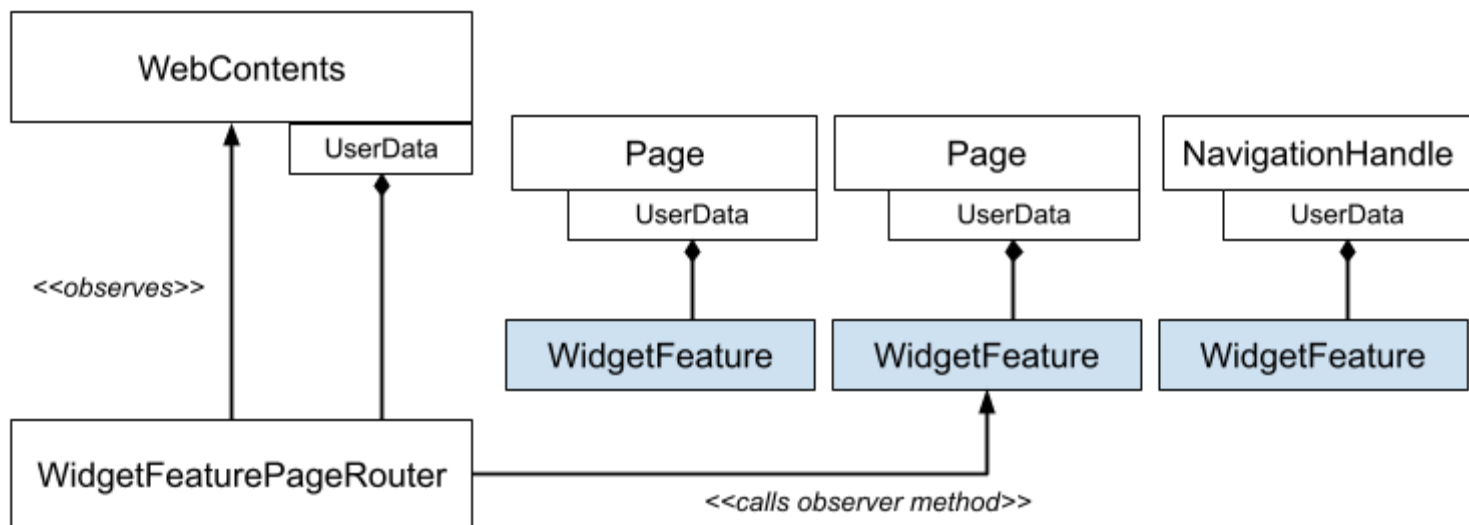 WebContents
UserData
Page
UserData
Page
UserData
NavigationHandle
UserData
<<observes>>
WidgetFeature
WidgetFeature
WidgetFeature
WidgetFeaturePageRouter
<<calls observer method>>